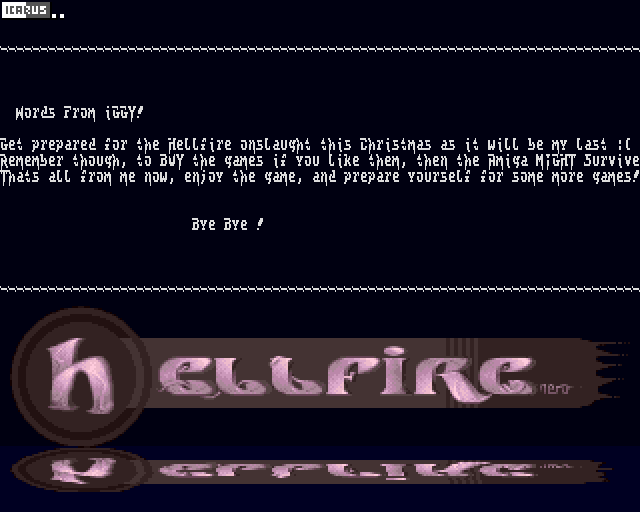 ICARUS..
Words From iGGY!
Get prepared for the Hellfire onslaught this Christmas as it will be my last :(
Remember though, to BUY the games if you like them, then the Amiga MIGHT Survive
Thats all from me now, enjoy the game, and prepare yourself for some more games!
Bye Bye !
hELLFIRE
nero